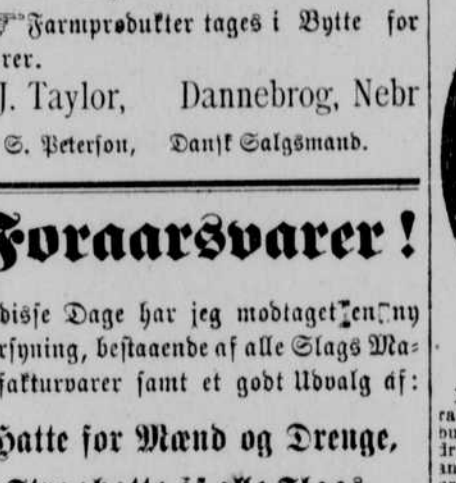 Farmprodukter tages i Bytte for
rer.
J. Taylor, Dannebrog, Nebr
S. Peterson, Dansk Salgsmand.
Foraarsvarer!
disse Dage har jeg modtaget en ny
rsyning, bestaaende af alle Slags Ma-
fakturvarer samt et godt Udvalg af:
Hatte for Mænd og Drenge,